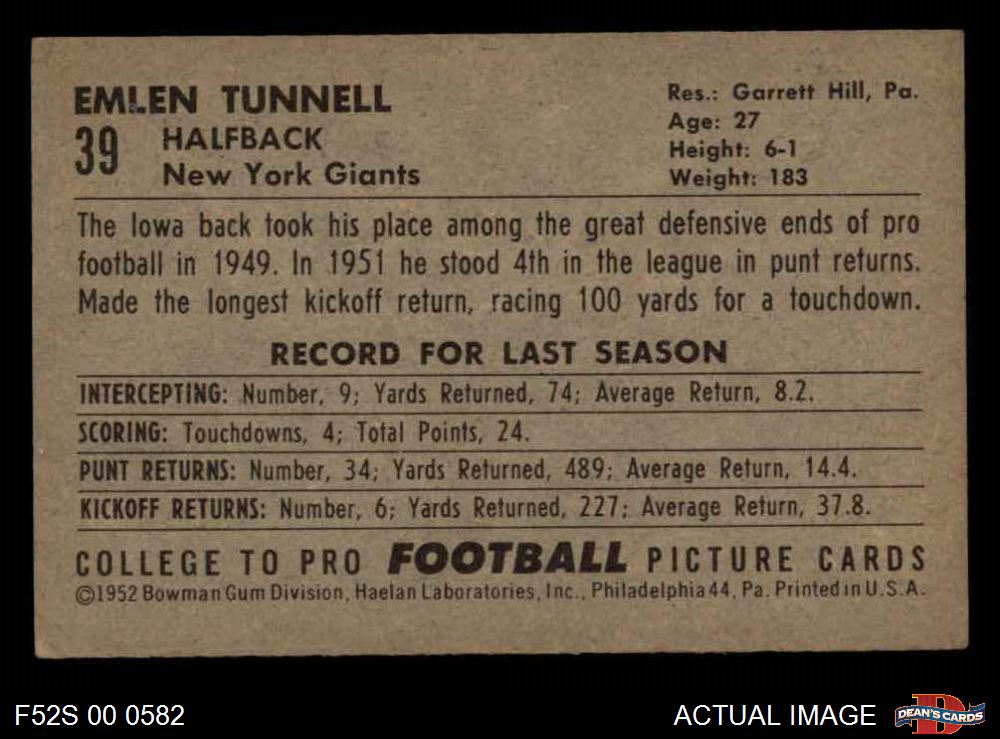 EMLEN TUNNELL
39 HALFBACK
New York Giants
Res.: Garrett Hill, Pa.
Age: 27
Height: 6-1
Weight: 183
The Iowa back took his place among the great defensive ends of pro
football in 1949. In 1951 he stood 4th in the league in punt returns.
Made the longest kickoff return, racing 100 yards for a touchdown.
RECORD FOR LAST SEASON
INTERCEPTING: Number, 9; Yards Returned, 74; Average Return, 8.2.
SCORING: Touchdowns, 4; Total Points, 24.
PUNT RETURNS: Number, 34; Yards Returned, 489; Average Return, 14.4.
KICKOFF RETURNS: Number, 6; Yards Returned, 227; Average Return, 37.8.
COLLEGE TO PRO FOOTBALL PICTURE CARDS
©1952 Bowman Gum Division, Haelan Laboratories, Inc., Philadelphia 44, Pa. Printed in U.S.A.
F52S 00 0582
ACTUAL IMAGE
DEAN'S CARDS